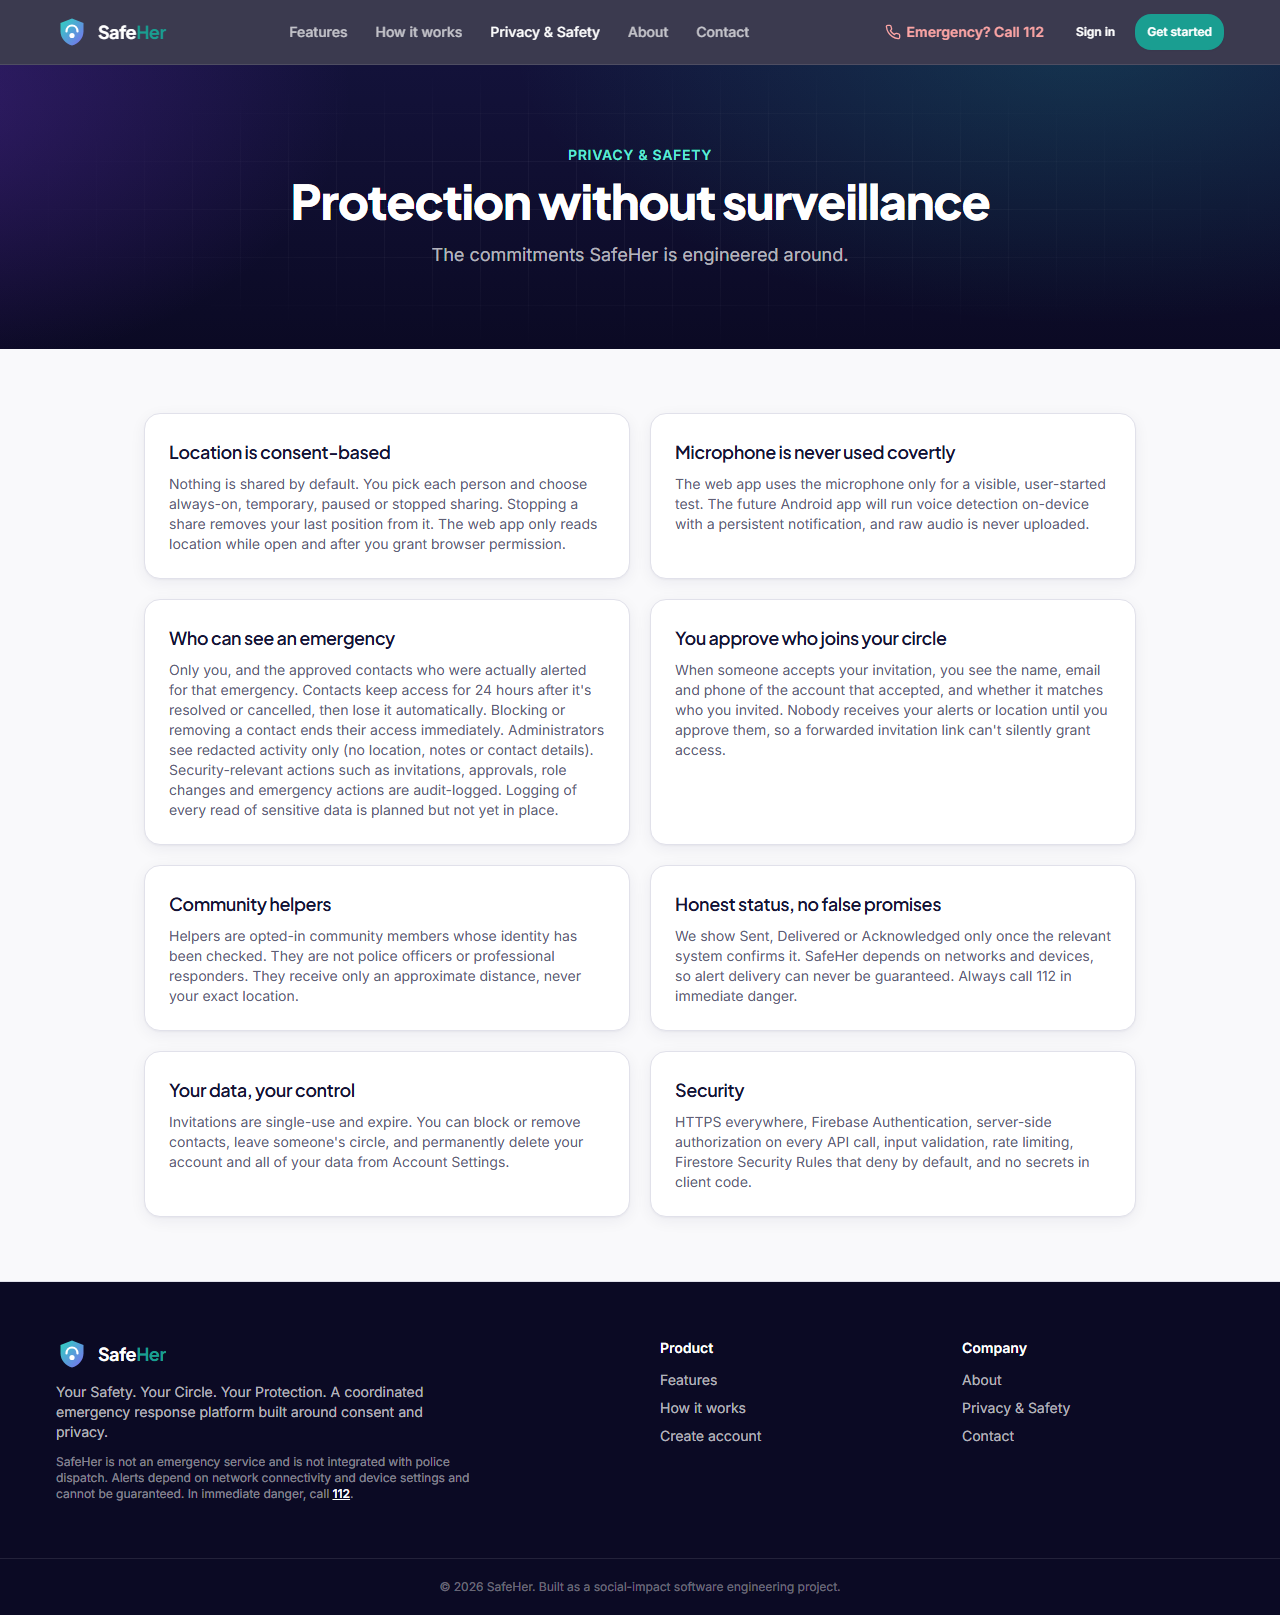 SafeHer
Features
How it works
Privacy & Safety
About
Contact
Emergency? Call 112
Sign in
Get started
PRIVACY & SAFETY
Protection without surveillance
The commitments SafeHer is engineered around.
Location is consent-based
Nothing is shared by default. You pick each person and choose
always-on, temporary, paused or stopped sharing. Stopping a
share removes your last position from it. The web app only reads
location while open and after you grant browser permission.
Microphone is never used covertly
The web app uses the microphone only for a visible, user-started
test. The future Android app will run voice detection on-device
with a persistent notification, and raw audio is never uploaded.
Who can see an emergency
Only you, and the approved contacts who were actually alerted
for that emergency. Contacts keep access for 24 hours after it's
resolved or cancelled, then lose it automatically. Blocking or
removing a contact ends their access immediately. Administrators
see redacted activity only (no location, notes or contact details).
Security-relevant actions such as invitations, approvals, role
changes and emergency actions are audit-logged. Logging of
every read of sensitive data is planned but not yet in place.
You approve who joins your circle
When someone accepts your invitation, you see the name, email
and phone of the account that accepted, and whether it matches
who you invited. Nobody receives your alerts or location until you
approve them, so a forwarded invitation link can't silently grant
access.
Community helpers
Helpers are opted-in community members whose identity has
been checked. They are not police officers or professional
responders. They receive only an approximate distance, never
your exact location.
Honest status, no false promises
We show Sent, Delivered or Acknowledged only once the relevant
system confirms it. SafeHer depends on networks and devices,
so alert delivery can never be guaranteed. Always call 112 in
immediate danger.
Your data, your control
Invitations are single-use and expire. You can block or remove
contacts, leave someone's circle, and permanently delete your
account and all of your data from Account Settings.
Security
HTTPS everywhere, Firebase Authentication, server-side
authorization on every API call, input validation, rate limiting,
Firestore Security Rules that deny by default, and no secrets in
client code.
SafeHer
Your Safety. Your Circle. Your Protection. A coordinated
emergency response platform built around consent and
privacy.
SafeHer is not an emergency service and is not integrated with police
dispatch. Alerts depend on network connectivity and device settings and
cannot be guaranteed. In immediate danger, call 112.
Product
Features
How it works
Create account
Company
About
Privacy & Safety
Contact
© 2026 SafeHer. Built as a social-impact software engineering project.